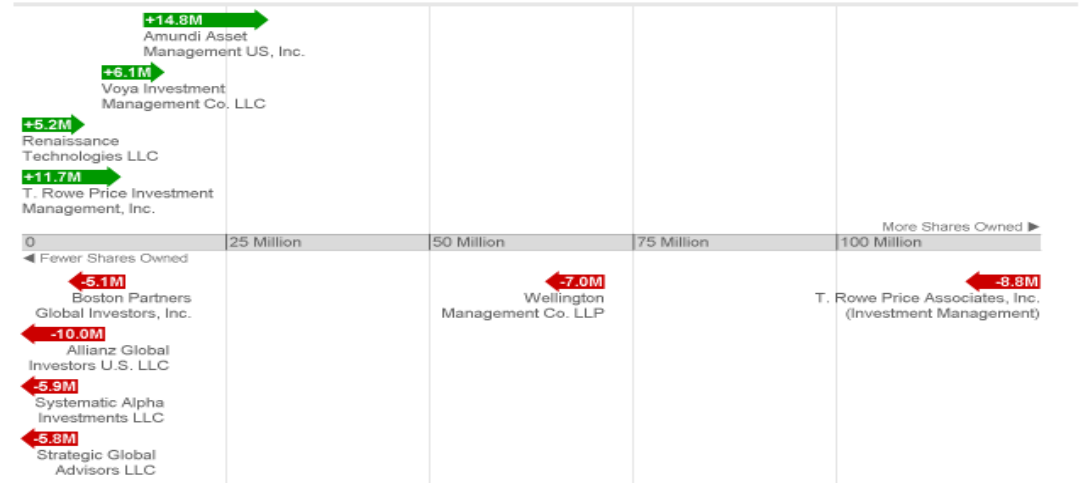 +14.8M
Amundi Asset
Management US, Inc.
+6.1M
Voya Investment
Management Co. LLC
+5.2M
Renaissance
Technologies LLC
+11.7M
T. Rowe Price Investment
Management, Inc.
More Shares Owned ▶
0 25 Million 50 Million 75 Million 100 Million
◀ Fewer Shares Owned
-5.1M
Boston Partners
Global Investors, Inc.
-7.0M
Wellington
Management Co. LLP
-8.8M
T. Rowe Price Associates, Inc.
(Investment Management)
-10.0M
Allianz Global
Investors U.S. LLC
-5.9M
Systematic Alpha
Investments LLC
-5.8M
Strategic Global
Advisors LLC